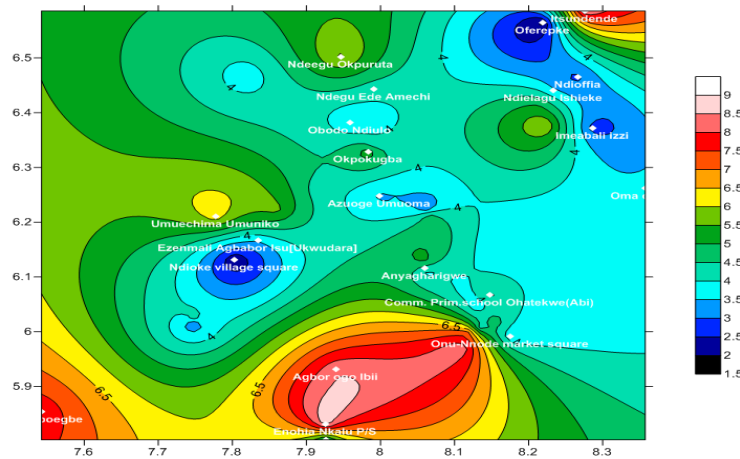 Itsundende
Oferepke
6.5
Ndeegu Okpuruta
4
Ndioffia
9
8.5
8
7.5
7
6.5
6
5.5
5
4.5
4
3.5
3
2.5
2
1.5
4
Ndegu Ede Amechi
Ndielagu ishieke
6.4
Obodo Ndiulo
4
Imeabali Izzi
Okpokugba
4
6.3
4
Azuoge Umuoma
4
Oma
6.2
Umuechima Umuniko
4
Ezenmali Agbabor Isu[Ukwudara]
Ndioke village square
Anyagharigwe
6.1
Comm. Prim.school Ohatekwe(Abi)
6
4
6.5
Onu-Nnode market square
Agbor ogo Ibii
5.9
6.5
boegbe
Enohia Nkalu P/S
7.6
7.7
7.8
7.9
8
8.1
8.2
8.3